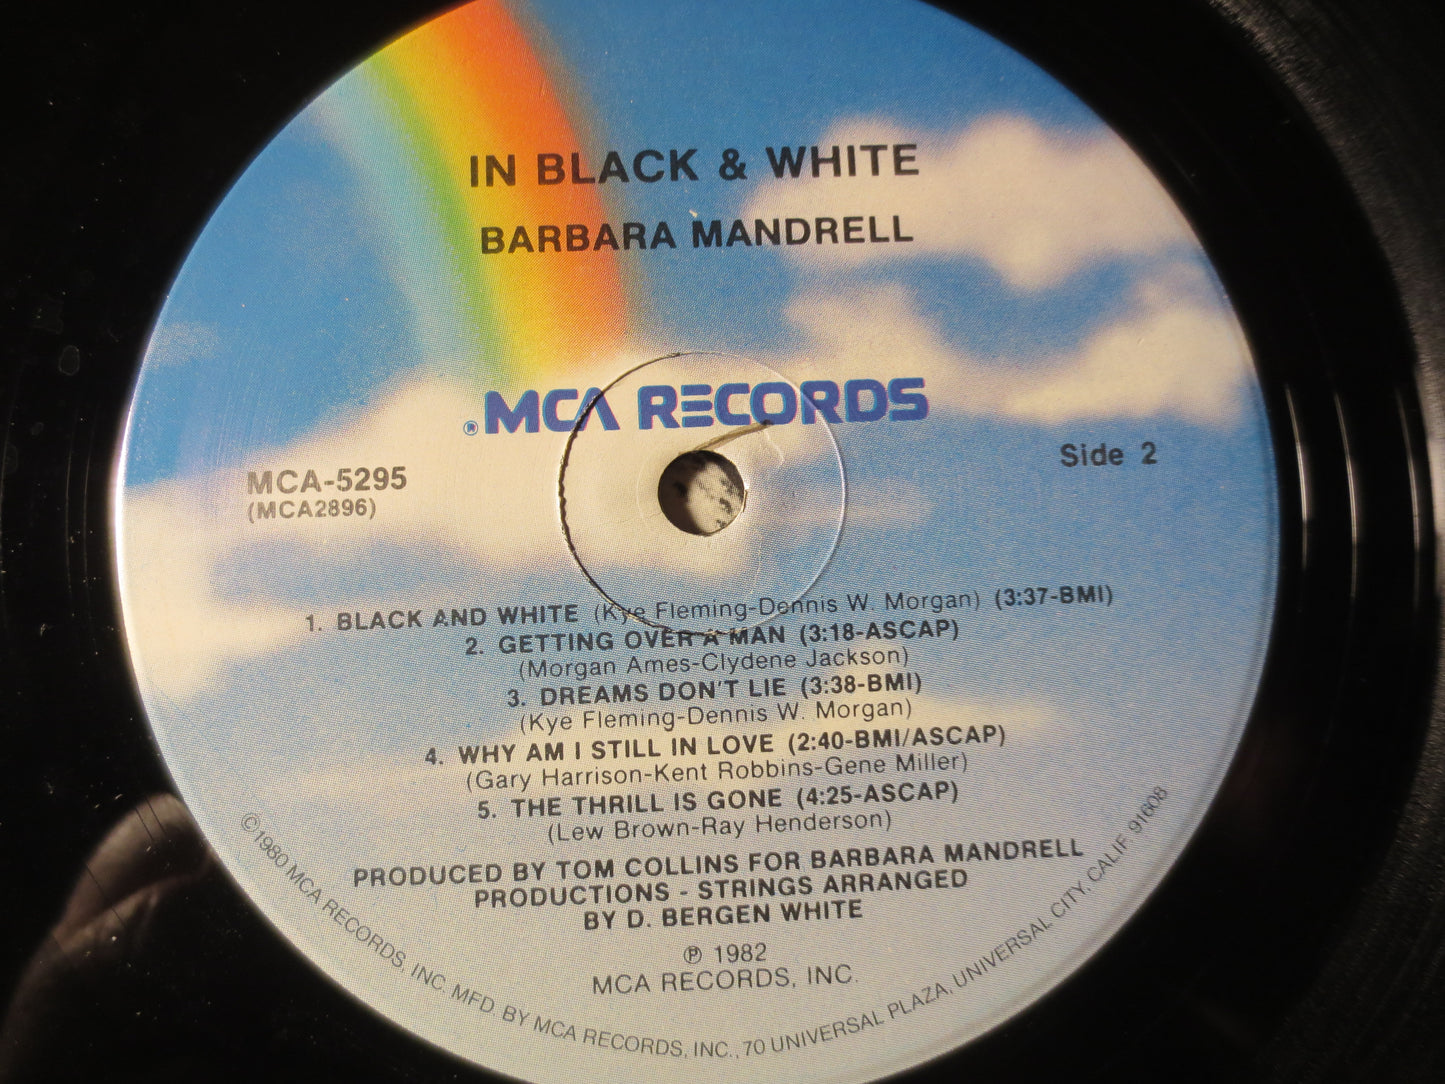 IN BLACK & WHITE
BARBARA MANDRELL
® MCA RECORDS
MCA-5295
(MCA2896)
Side 2
1. BLACK AND WHITE (Kye Fleming-Dennis W. Morgan) (3:37-BMI)
2. GETTING OVER A MAN (3:18-ASCAP)
(Morgan Ames-Clydene Jackson)
3. DREAMS DON'T LIE (3:38-BMI)
(Kye Fleming-Dennis W. Morgan)
4. WHY AM I STILL IN LOVE (2:40-BMI/ASCAP)
(Gary Harrison-Kent Robbins-Gene Miller)
5. THE THRILL IS GONE (4:25-ASCAP)
(Lew Brown-Ray Henderson)
PRODUCED BY TOM COLLINS FOR BARBARA MANDRELL
PRODUCTIONS - STRINGS ARRANGED
BY D. BERGEN WHITE
℗ 1982
MCA RECORDS, INC.
©1980 MCA RECORDS, INC. MFD. BY MCA RECORDS, INC., 70 UNIVERSAL PLAZA, UNIVERSAL CITY, CALIF. 91608